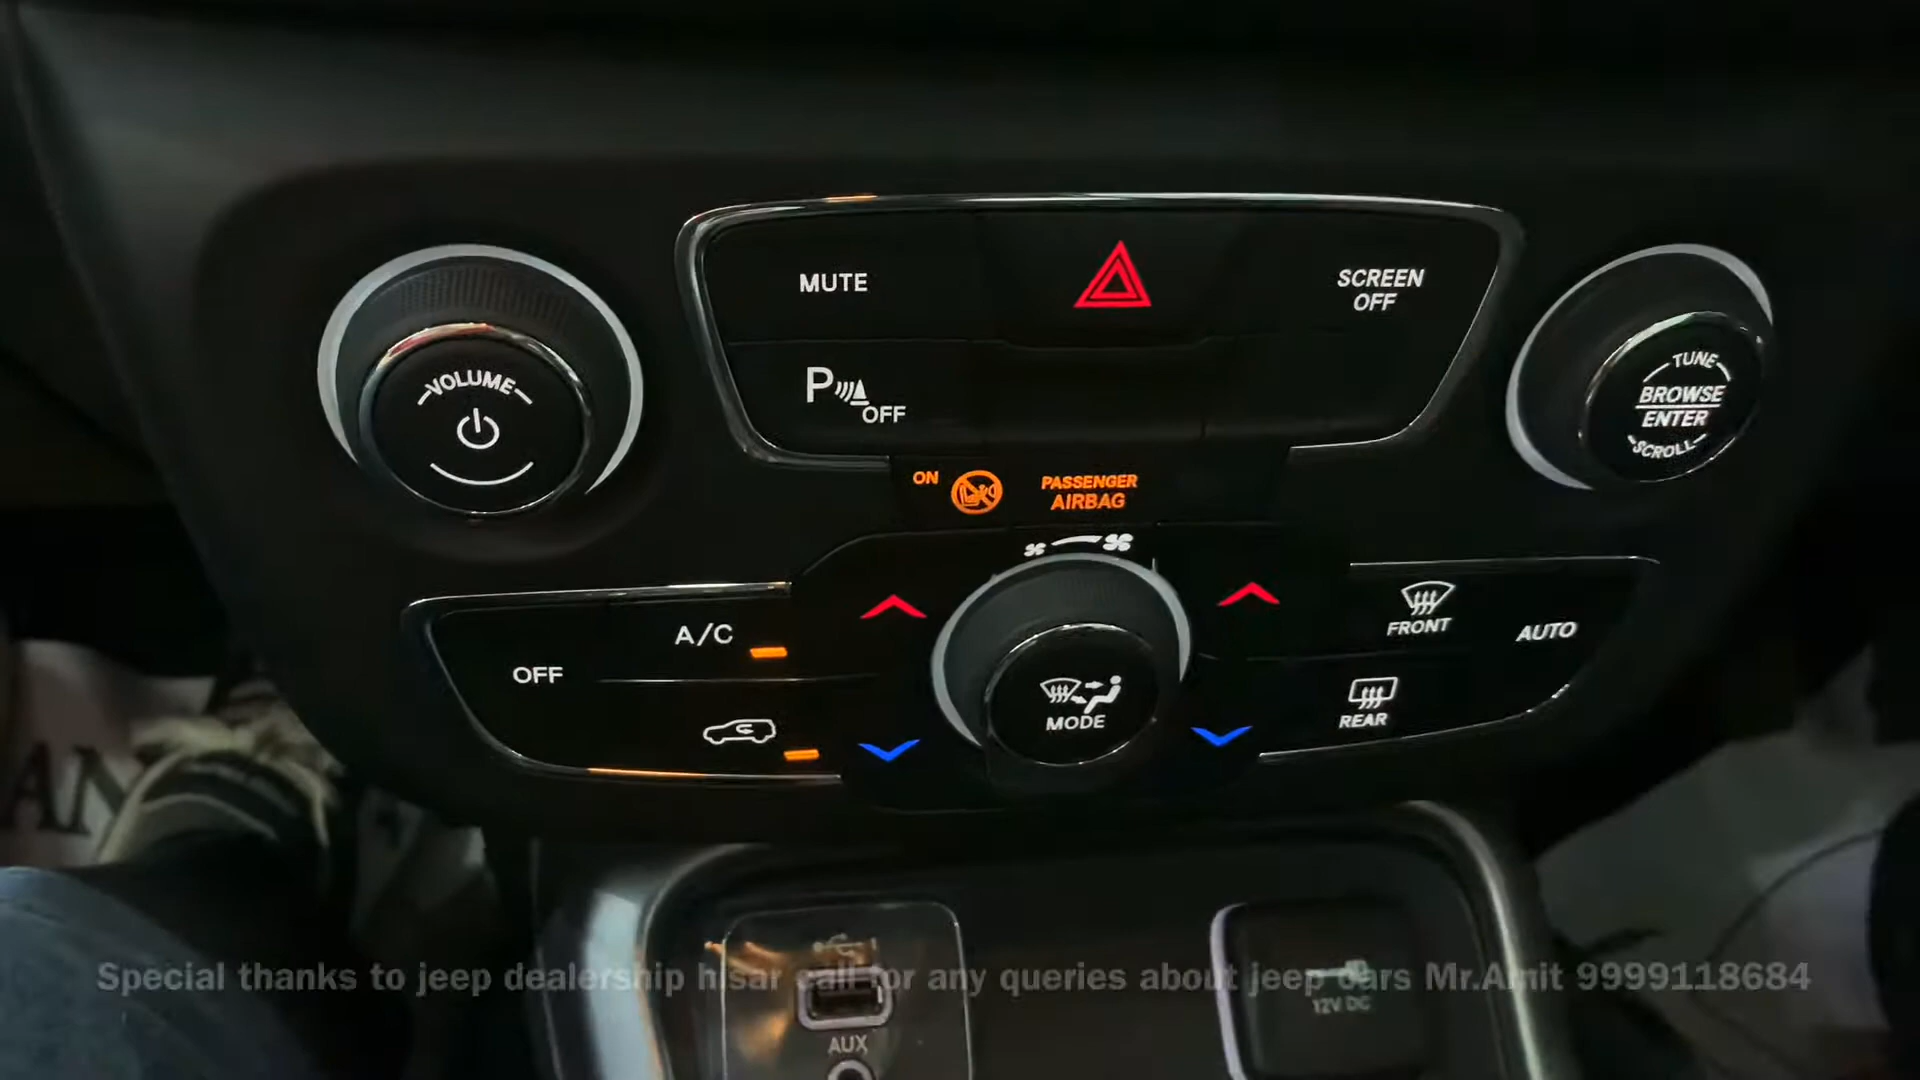 MUTE
SCREEN
OFF
VOLUME
TUNE
BROWSE
ENTER
SCROLL
P
OFF
ON
PASSENGER
AIRBAG
A/C
OFF
FRONT
AUTO
MODE
REAR
Special thanks to jeep dealership hisar call for any queries about jeep cars Mr.Amit 9999118684
12V DC
AUX